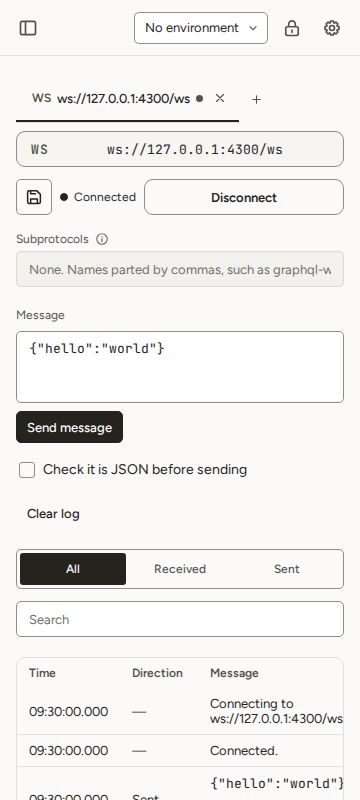 No environment
WS ws://127.0.0.1:4300/ws
WS ws://127.0.0.1:4300/ws
Connected Disconnect
Subprotocols
None. Names parted by commas, such as graphql-w
Message
{"hello":"world"}
Send message
Check it is JSON before sending
Clear log
All Received Sent
Search
Time Direction Message
09:30:00.000 — Connecting to
ws://127.0.0.1:4300/ws
09:30:00.000 — Connected.
{"hello":"world"}
09:30:00.000 Sent